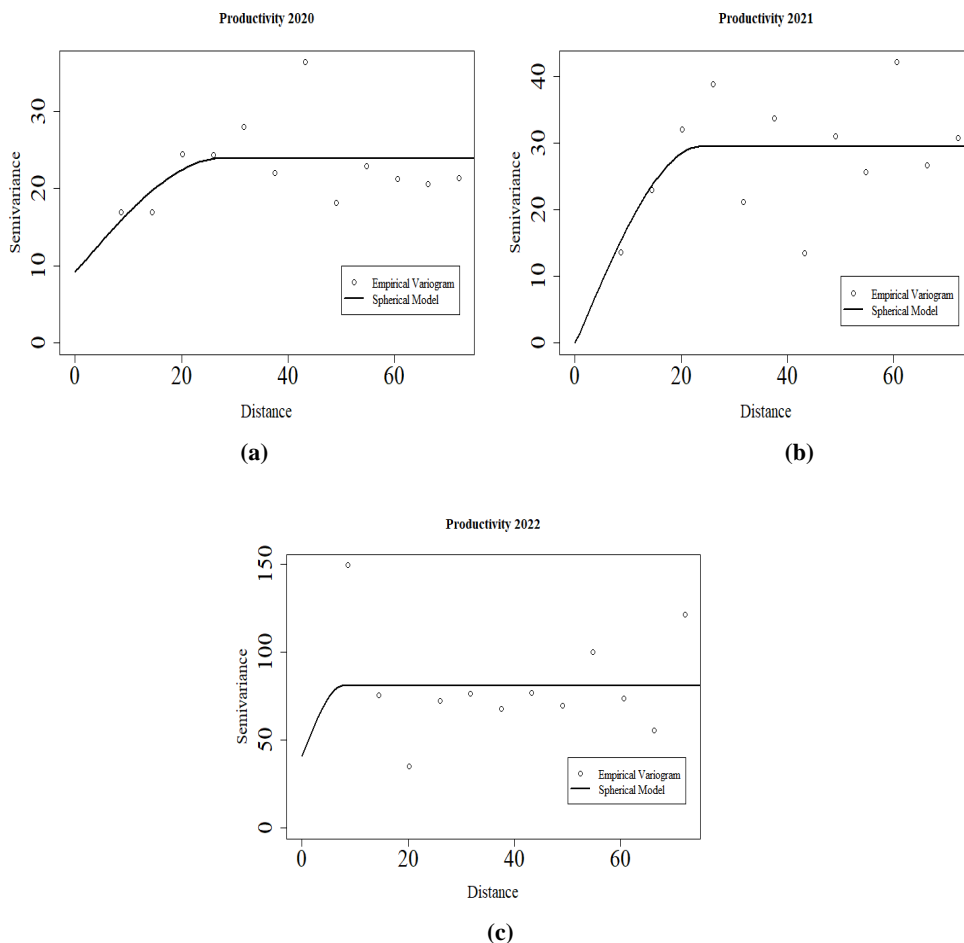 Productivity 2020
Semivariance
30
20
10
0
Empirical Variogram
Spherical Model
0 20 40 60
Distance
(a)
Productivity 2021
Semivariance
40
30
20
10
0
Empirical Variogram
Spherical Model
0 20 40 60
Distance
(b)
Productivity 2022
Semivariance
150
100
50
0
Empirical Variogram
Spherical Model
0 20 40 60
Distance
(c)